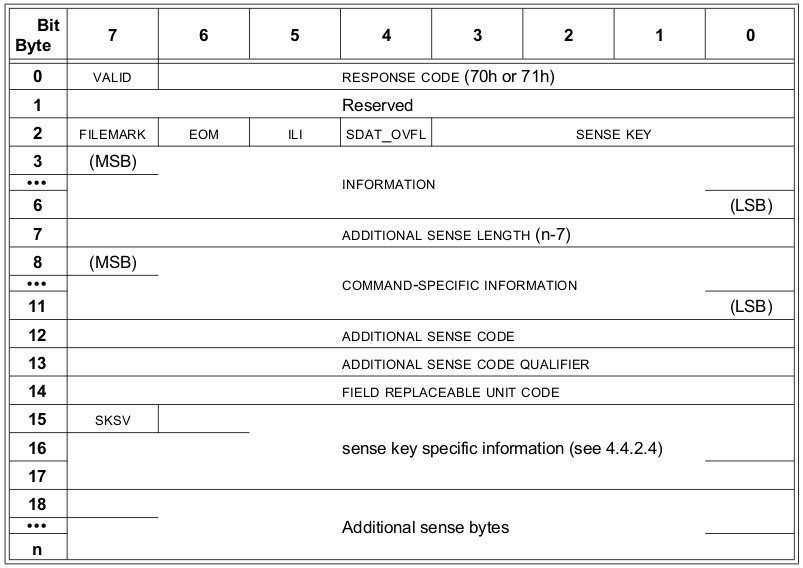 Bit
Byte 7 6 5 4 3 2 1 0
0 VALID RESPONSE CODE (70h or 71h)
1 Reserved
2 FILEMARK EOM ILI SDAT_OVFL SENSE KEY
3 (MSB)
••• INFORMATION
6 (LSB)
7 ADDITIONAL SENSE LENGTH (n-7)
8 (MSB)
••• COMMAND-SPECIFIC INFORMATION
11 (LSB)
12 ADDITIONAL SENSE CODE
13 ADDITIONAL SENSE CODE QUALIFIER
14 FIELD REPLACEABLE UNIT CODE
15 SKSV
16 sense key specific information (see 4.4.2.4)
17
18
••• Additional sense bytes
n